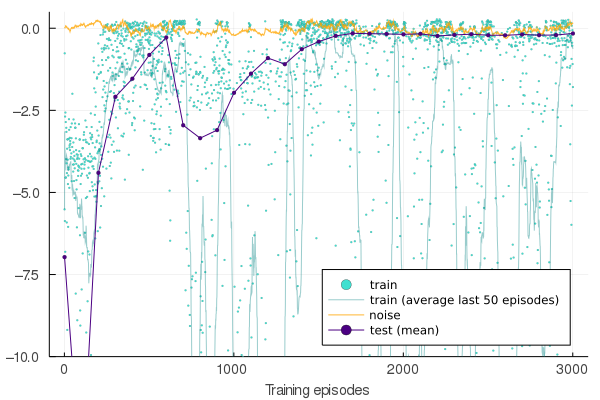 0.0
−2.5
−5.0
−7.5
−10.0
0
1000
2000
3000
Training episodes
train
train (average last 50 episodes)
noise
test (mean)